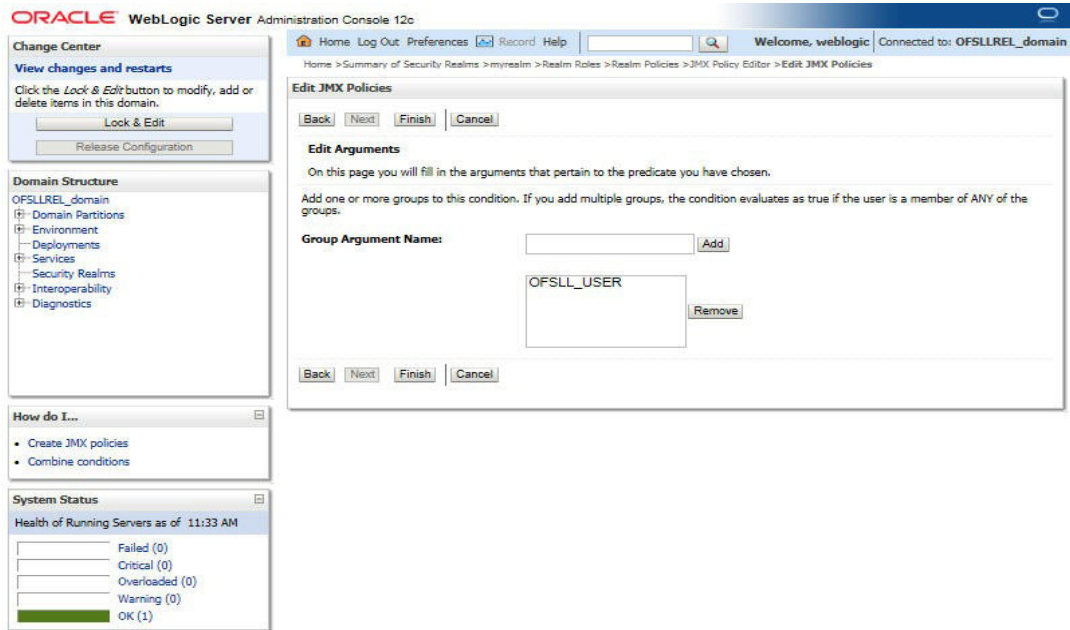 ORACLE WebLogic Server Administration Console 12c
Change Center
View changes and restarts
Click the Lock & Edit button to modify, add or
delete items in this domain.
Lock & Edit
Release Configuration
Domain Structure
OFSLLREL_domain
Domain Partitions
Environment
Deployments
Services
Security Realms
Interoperability
Diagnostics
How do I...
Create JMX policies
Combine conditions
System Status
Health of Running Servers as of 11:33 AM
Failed (0)
Critical (0)
Overloaded (0)
Warning (0)
OK (1)
Home Log Out Preferences Record Help
Welcome, weblogic Connected to: OFSLLREL_domain
Home >Summary of Security Realms >myrealm >Realm Roles >Realm Policies >JMX Policy Editor >Edit JMX Policies
Edit JMX Policies
Back Next Finish Cancel
Edit Arguments
On this page you will fill in the arguments that pertain to the predicate you have chosen.
Add one or more groups to this condition. If you add multiple groups, the condition evaluates as true if the user is a member of ANY of the
groups.
Group Argument Name:
Add
OFSLL_USER
Remove
Back Next Finish Cancel